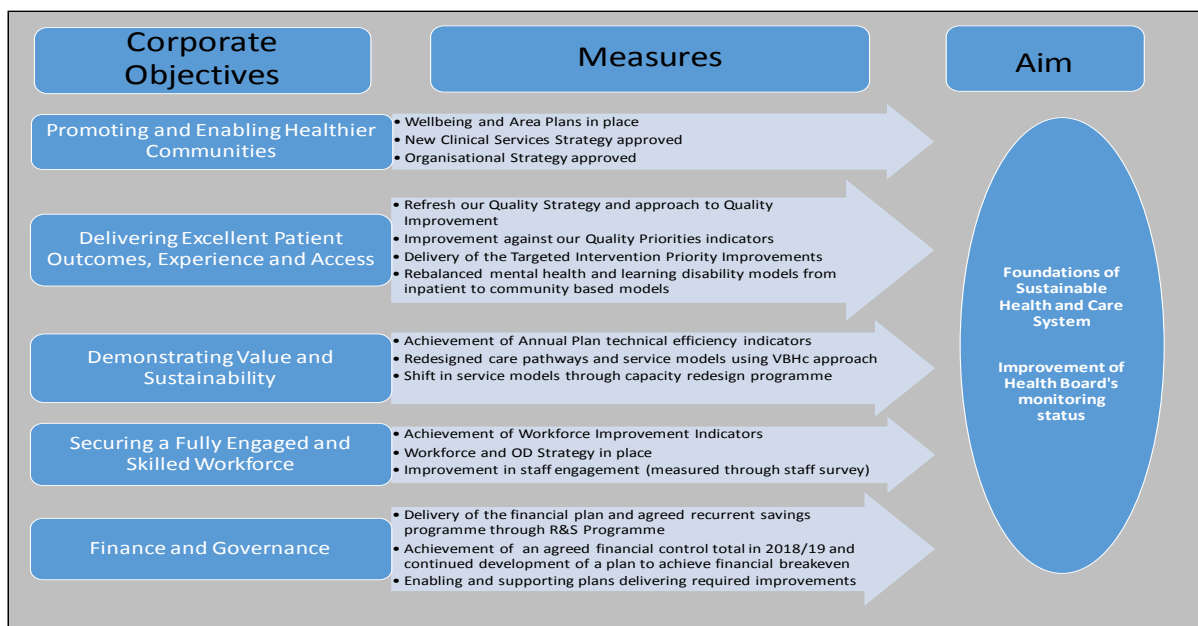 Corporate
Objectives
Measures
Aim
Promoting and Enabling Healthier
Communities
• Wellbeing and Area Plans in place
• New Clinical Services Strategy approved
• Organisational Strategy approved
Delivering Excellent Patient
Outcomes, Experience and Access
• Refresh our Quality Strategy and approach to Quality
Improvement
• Improvement against our Quality Priorities indicators
• Delivery of the Targeted Intervention Priority Improvements
• Rebalanced mental health and learning disability models from
inpatient to community based models
Demonstrating Value and
Sustainability
• Achievement of Annual Plan technical efficiency indicators
• Redesigned care pathways and service models using VBHc approach
• Shift in service models through capacity redesign programme
Securing a Fully Engaged and
Skilled Workforce
• Achievement of Workforce Improvement Indicators
• Workforce and OD Strategy in place
• Improvement in staff engagement (measured through staff survey)
Finance and Governance
• Delivery of the financial plan and agreed recurrent savings
programme through R&S Programme
• Achievement of an agreed financial control total in 2018/19 and
continued development of a plan to achieve financial breakeven
• Enabling and supporting plans delivering required improvements
Foundations of
Sustainable
Health and Care
System
Improvement of
Health Board's
monitoring
status